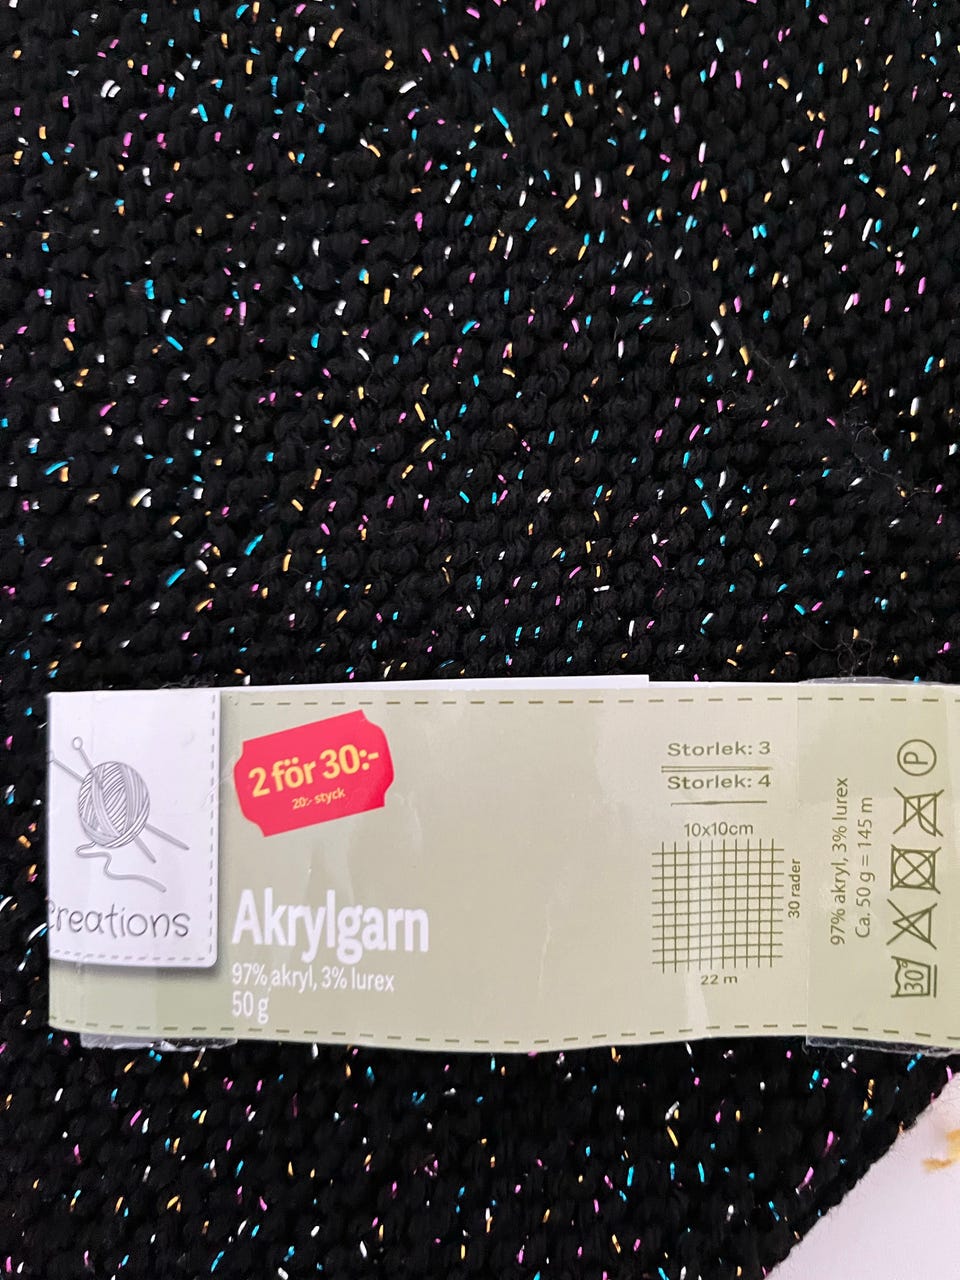 creations
2 för 30:-
20:- styck
Akrylgarn
97% akryl, 3% lurex
50 g
Storlek: 3
Storlek: 4
10x10cm
30 rader
22 m
97% akryl, 3% lurex
Ca. 50 g = 145 m
P
30°